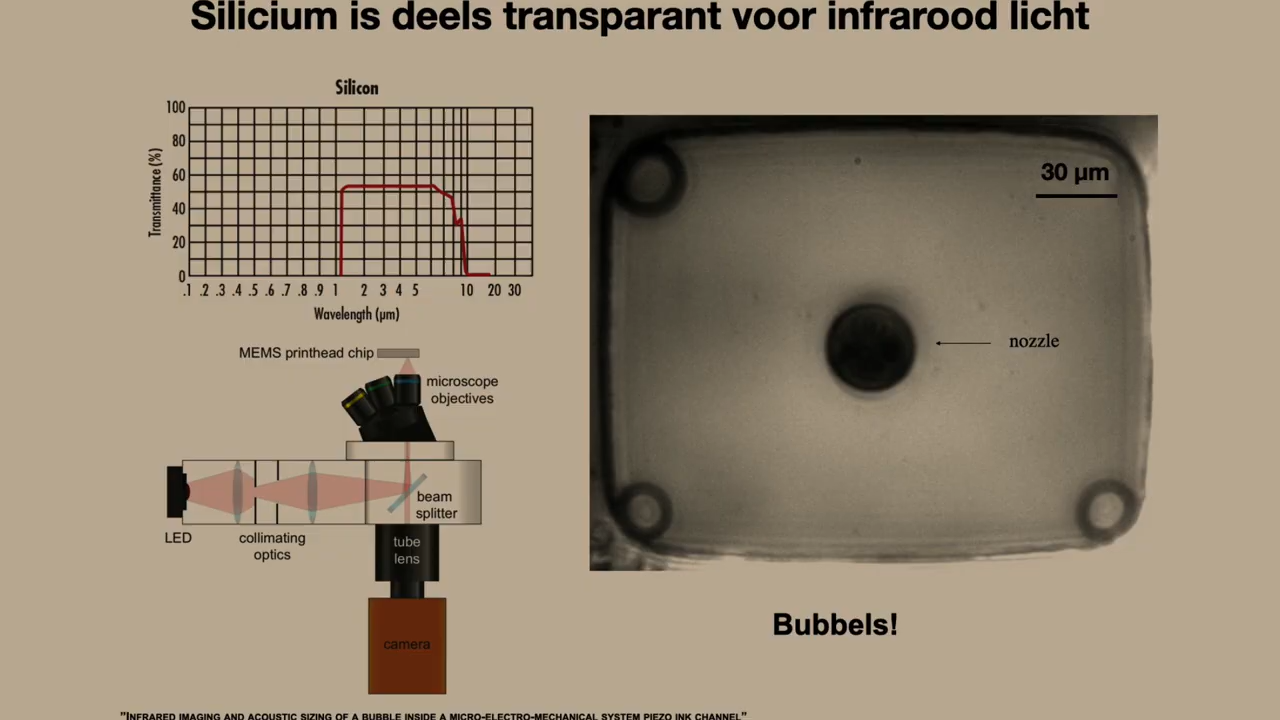 Silicium is deels transparant voor infrarood licht
Silicon
100
80
60
40
20
0
Transmittance (%)
.1 .2 .3 .4 .5 .6 .7 .8 .9 1 2 3 4 5 10 20 30
Wavelength (µm)
MEMS printhead chip
microscope
objectives
beam
splitter
LED
collimating
optics
tube
lens
camera
30 µm
nozzle
Bubbels!
"INFRARED IMAGING AND ACOUSTIC SIZING OF A BUBBLE INSIDE A MICRO-ELECTRO-MECHANICAL SYSTEM PIEZO INK CHANNEL"